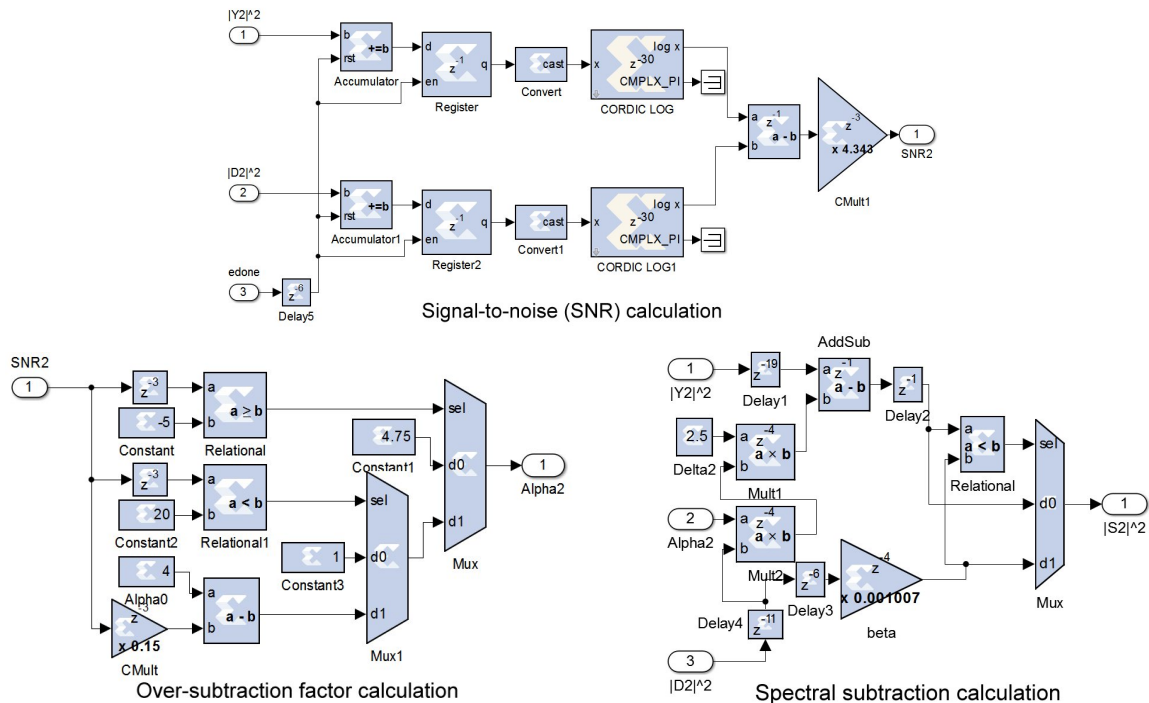 |Y2|^2
1
b
rst
+=b
Accumulator
d
en
z^-1
q
Register
cast
Convert
x
z^-30
log x
CMPLX_PI
CORDIC LOG
|D2|^2
2
b
rst
+=b
Accumulator1
d
en
z^-1
q
Register2
cast
Convert1
x
z^-30
log x
CMPLX_PI
CORDIC LOG1
edone
3
z^-6
Delay5
a
b
z^-1
a - b
z^-3
x 4.343
CMult1
1
SNR2
Signal-to-noise (SNR) calculation
SNR2
1
z^-3
-5
Constant
a
b
a ≥ b
Relational
z^-3
20
Constant2
a
b
a < b
Relational1
4
Alpha0
z^-3
x 0.15
CMult
a
b
a - b
4.75
Constant1
1
Constant3
sel
d0
d1
Mux1
sel
d0
d1
Mux
1
Alpha2
Over-subtraction factor calculation
1
|Y2|^2
z^-19
Delay1
AddSub
a
b
z^-1
a - b
z^-1
Delay2
2.5
Delta2
a
b
z^-4
a × b
Mult1
2
Alpha2
a
b
z^-4
a × b
Mult2
z^-6
Delay3
z^-4
x 0.001007
beta
Delay4
z^-11
3
|D2|^2
a
b
a < b
Relational
sel
d0
d1
Mux
1
|S2|^2
Spectral subtraction calculation